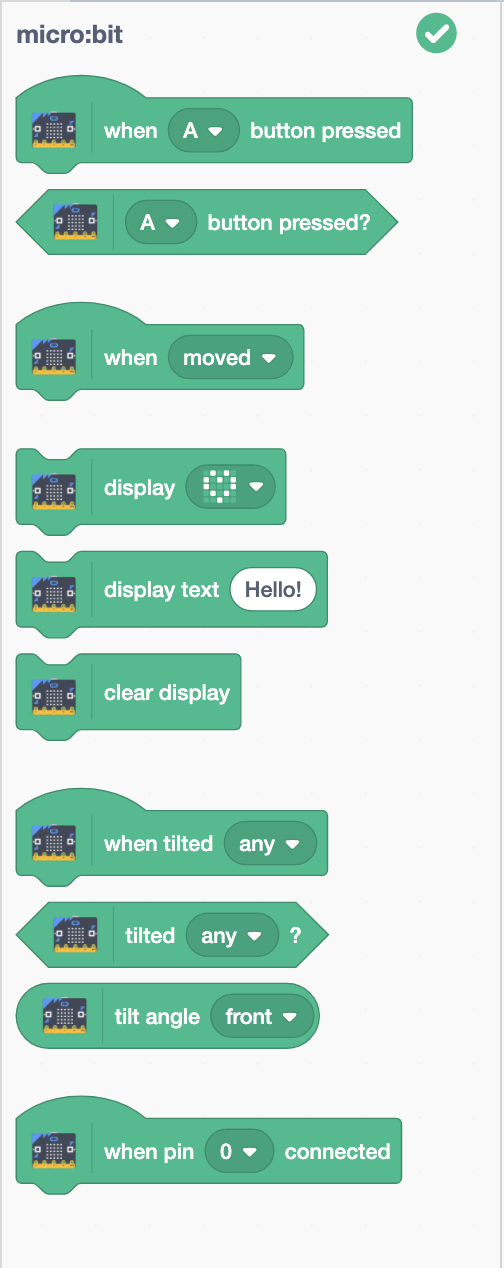 micro:bit
when A button pressed
A button pressed?
when moved
display
display text Hello!
clear display
when tilted any
tilted any ?
tilt angle front
when pin 0 connected